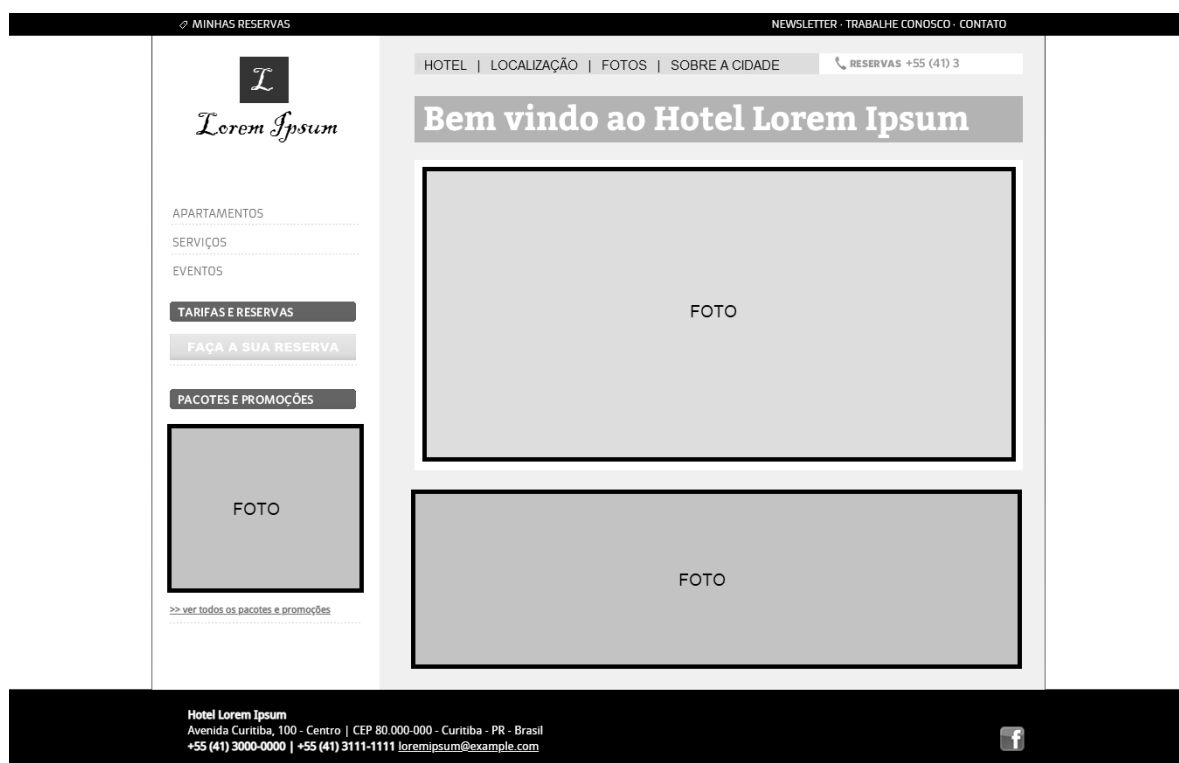 MINHAS RESERVAS
NEWSLETTER · TRABALHE CONOSCO · CONTATO
L
Lorem Ipsum
HOTEL | LOCALIZAÇÃO | FOTOS | SOBRE A CIDADE
RESERVAS +55 (41) 3
Bem vindo ao Hotel Lorem Ipsum
APARTAMENTOS
SERVIÇOS
EVENTOS
TARIFAS E RESERVAS
FAÇA A SUA RESERVA
PACOTES E PROMOÇÕES
FOTO
>> ver todos os pacotes e promoções
FOTO
FOTO
Hotel Lorem Ipsum
Avenida Curitiba, 100 - Centro | CEP 80.000-000 - Curitiba - PR - Brasil
+55 (41) 3000-0000 | +55 (41) 3111-1111 loremipsum@example.com
f